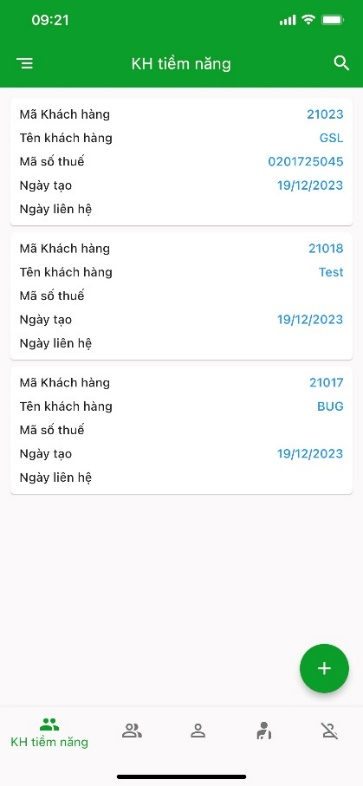 09:21
KH tiềm năng
Mã Khách hàng 21023
Tên khách hàng GSL
Mã số thuế 0201725045
Ngày tạo 19/12/2023
Ngày liên hệ
Mã Khách hàng 21018
Tên khách hàng Test
Mã số thuế
Ngày tạo 19/12/2023
Ngày liên hệ
Mã Khách hàng 21017
Tên khách hàng BUG
Mã số thuế
Ngày tạo 19/12/2023
Ngày liên hệ
KH tiềm năng